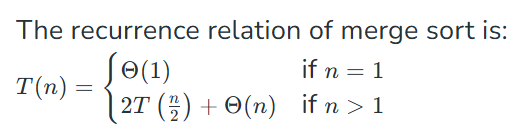 The recurrence relation of merge sort is:
T(n) = { Θ(1) if n = 1
2T(n/2) + Θ(n) if n > 1